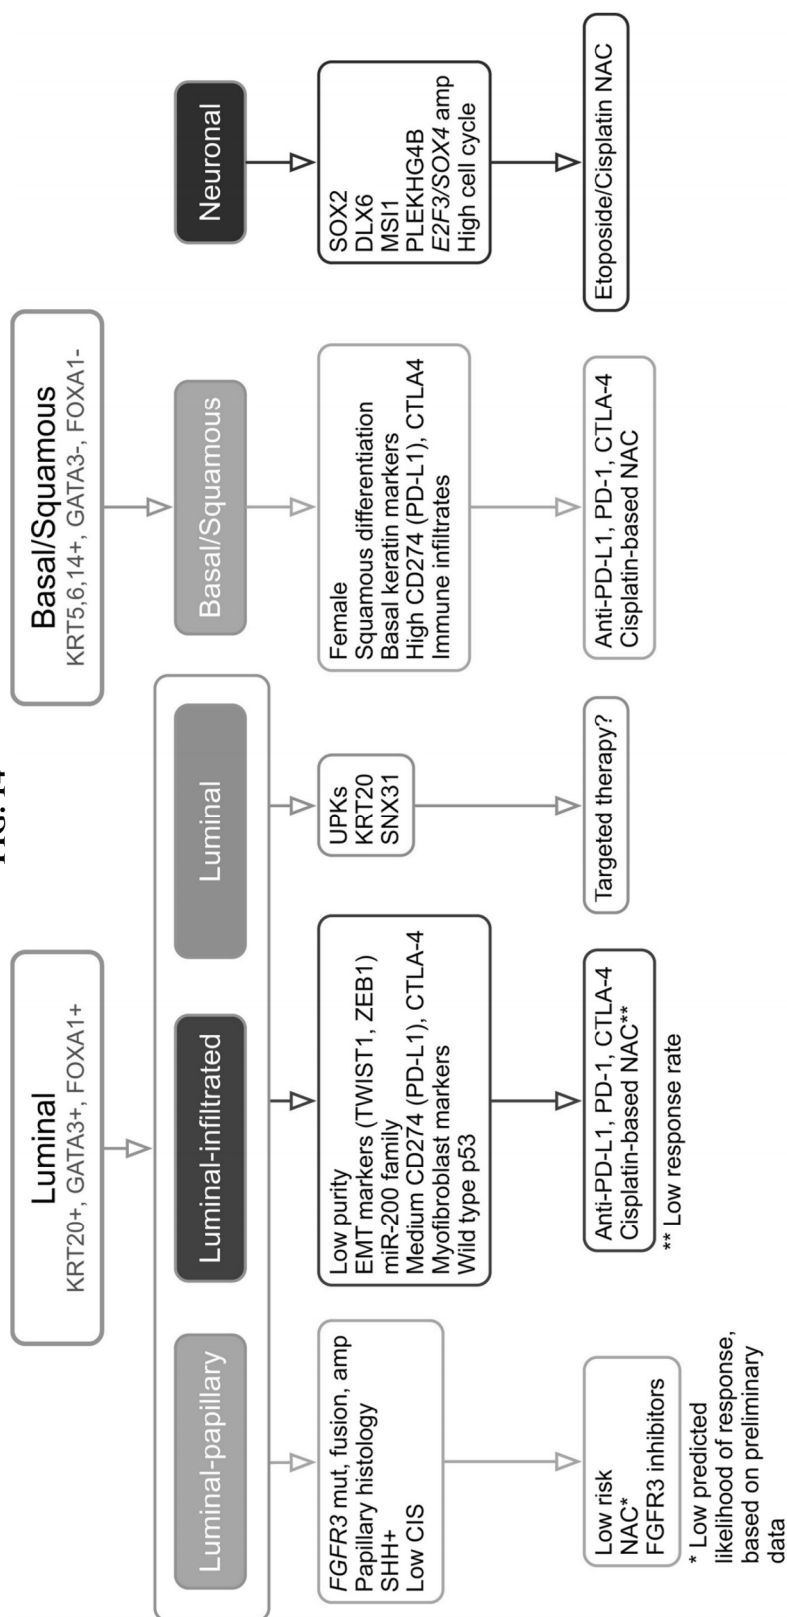 FIG. 14
Luminal
KRT20+, GATA3+, FOXA1+
Basal/Squamous
KRT5,6,14+, GATA3-, FOXA1-
Luminal-papillary
Luminal-infiltrated
Luminal
Basal/Squamous
Neuronal
FGFR3 mut, fusion, amp
Papillary histology
SHH+
Low CIS
Low purity
EMT markers (TWIST1, ZEB1)
miR-200 family
Medium CD274 (PD-L1), CTLA-4
Myofibroblast markers
Wild type p53
UPKs
KRT20
SNX31
Female
Squamous differentiation
Basal keratin markers
High CD274 (PD-L1), CTLA4
Immune infiltrates
SOX2
DLX6
MSI1
PLEKHG4B
E2F3/SOX4 amp
High cell cycle
Low risk
NAC*
FGFR3 inhibitors
* Low predicted
likelihood of response,
based on preliminary
data
Anti-PD-L1, PD-1, CTLA-4
Cisplatin-based NAC**
** Low response rate
Targeted therapy?
Anti-PD-L1, PD-1, CTLA-4
Cisplatin-based NAC
Etoposide/Cisplatin NAC